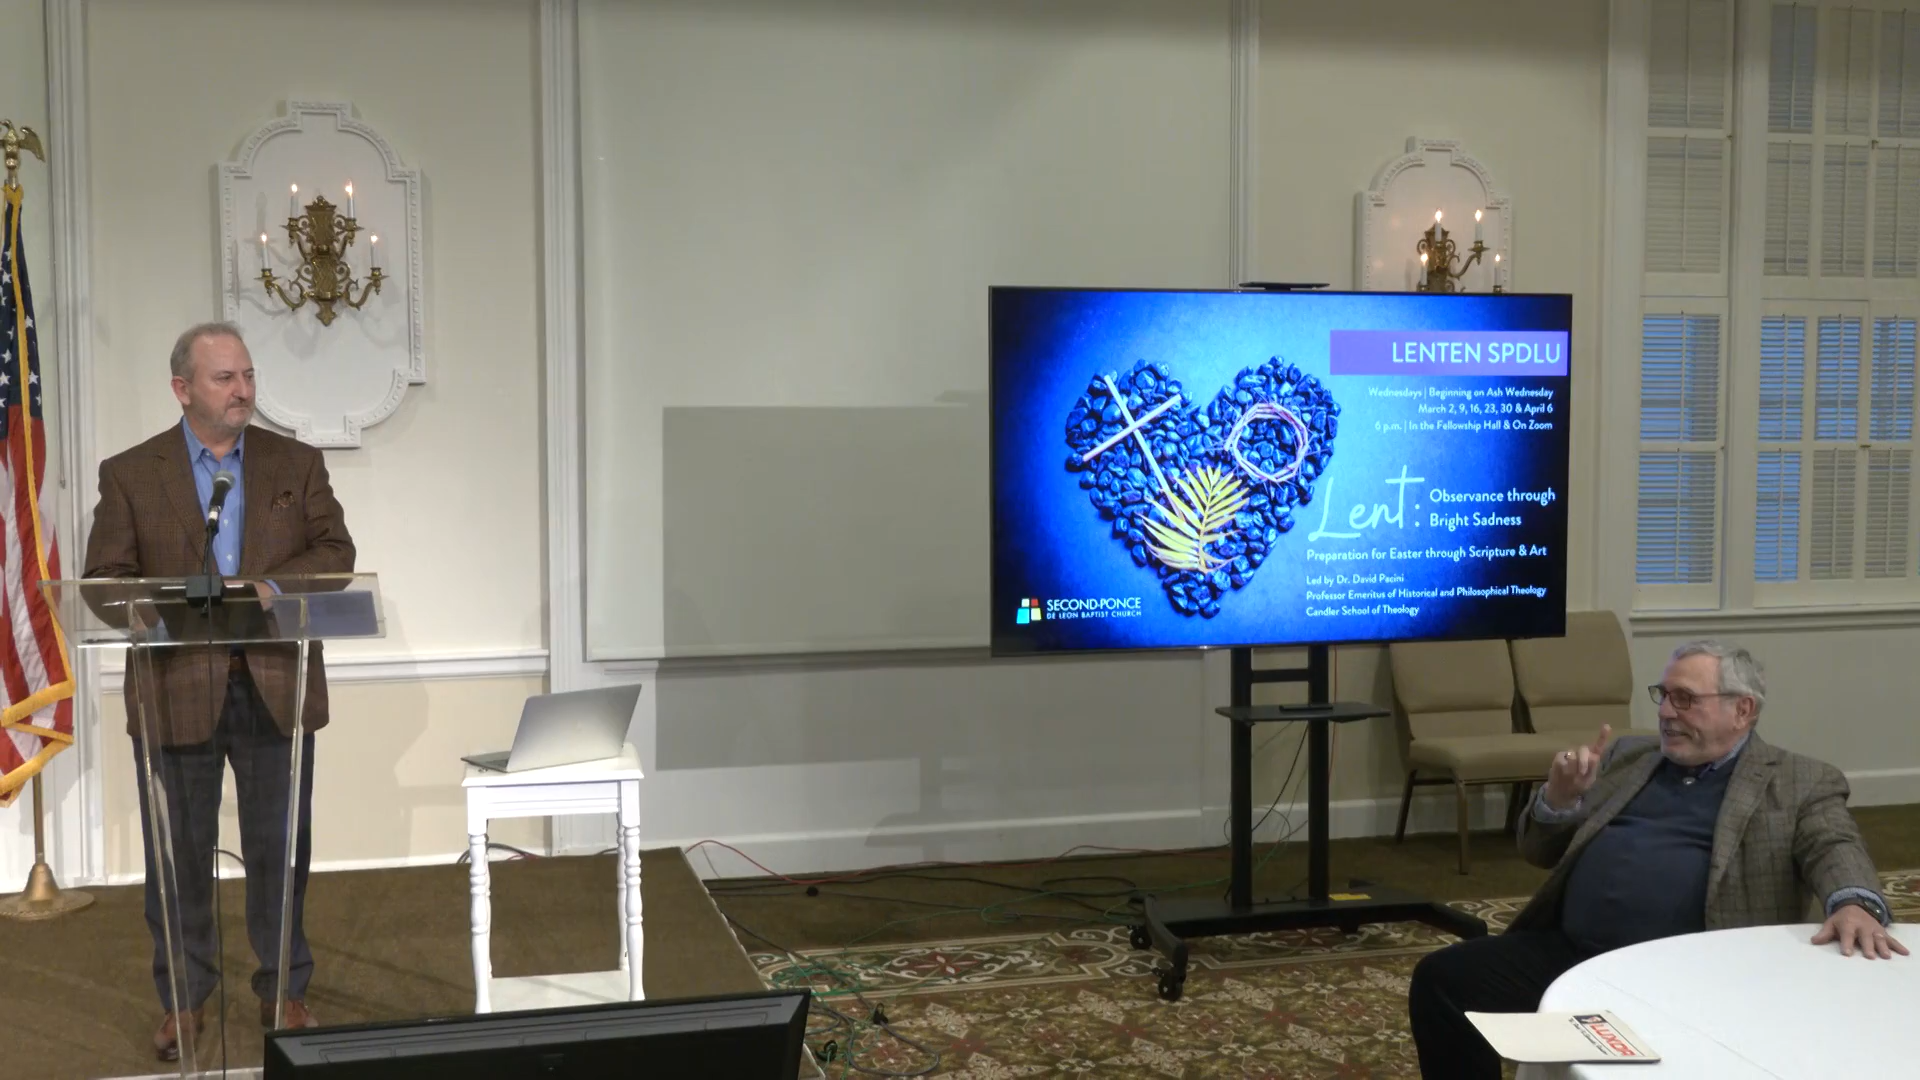 LENTEN SPDLU
Wednesdays | Beginning on Ash Wednesday
March 2, 9, 16, 23, 30 & April 6
6 p.m. | In the Fellowship Hall & On Zoom
Lent:
Observance through
Bright Sadness
Preparation for Easter through Scripture & Art
Led by Dr. David Pacini
Professor Emeritus of Historical and Philosophical Theology
Candler School of Theology
SECOND-PONCE
DE LEON BAPTIST CHURCH
LUXOR